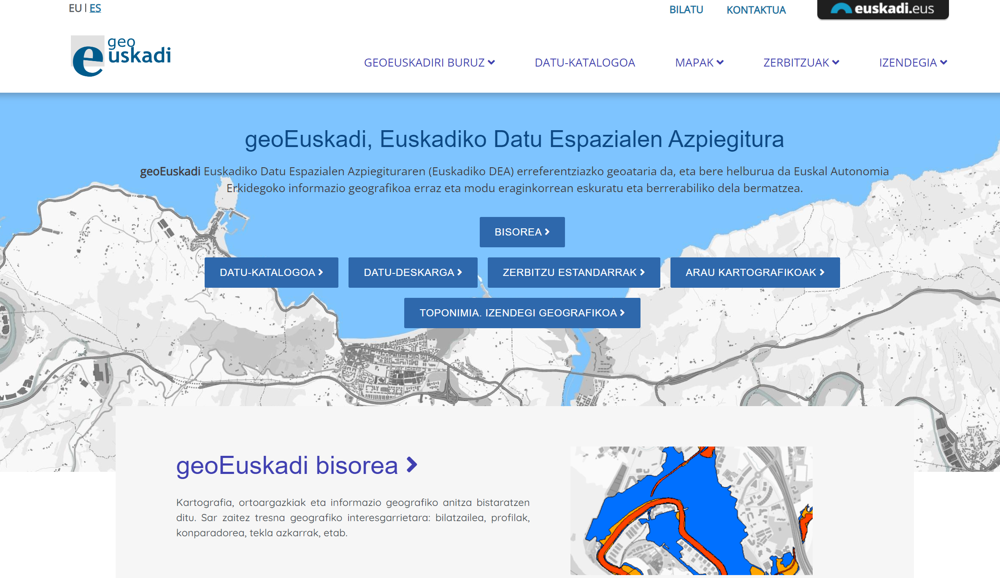 EU | ES
BILATU
KONTAKTUA
euskadi.eus
geo
euskadi
GEOEUSKADIRI BURUZ
DATU-KATALOGOA
MAPAK
ZERBITZUAK
IZENDEGIA
geoEuskadi, Euskadiko Datu Espazialen Azpiegitura
geoEuskadi Euskadiko Datu Espazialen Azpiegituraren (Euskadiko DEA) erreferentziazko geoataria da, eta bere helburua da Euskal Autonomia
Erkidegoko informazio geografikoa erraz eta modu eraginkorrean eskuratu eta berrerabiliko dela bermatzea.
BISOREA
DATU-KATALOGOA
DATU-DESKARGA
ZERBITZU ESTANDARRAK
ARAU KARTOGRAFIKOAK
TOPONIMIA. IZENDEGI GEOGRAFIKOA
geoEuskadi bisorea
Kartografia, ortoargazkiak eta informazio geografiko anitza bistaratzen
ditu. Sar zaitez tresna geografiko interesgarrietara: bilatzailea, profilak,
konparadorea, tekla azkarrak, etab.